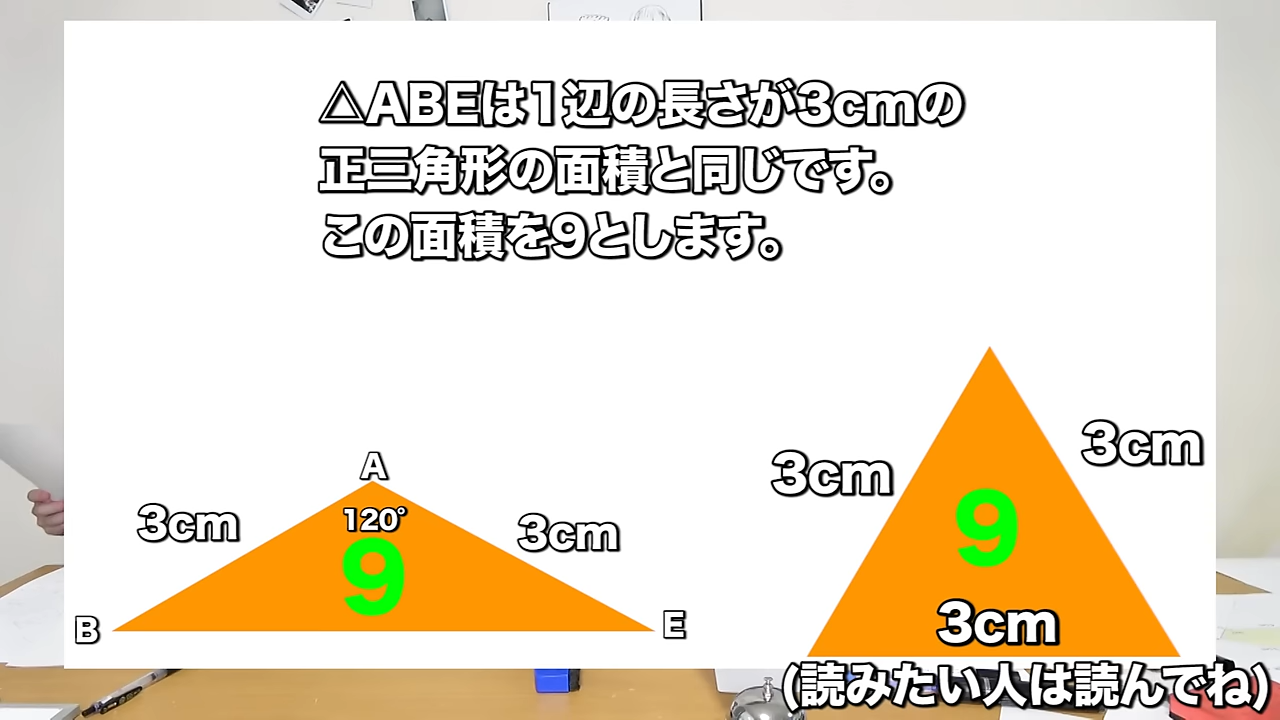 △ABEは1辺の長さが3cmの
正三角形の面積と同じです。
この面積を9とします。
A
3cm
120°
3cm
9
B
E
3cm
3cm
9
3cm
(読みたい人は読んでね)